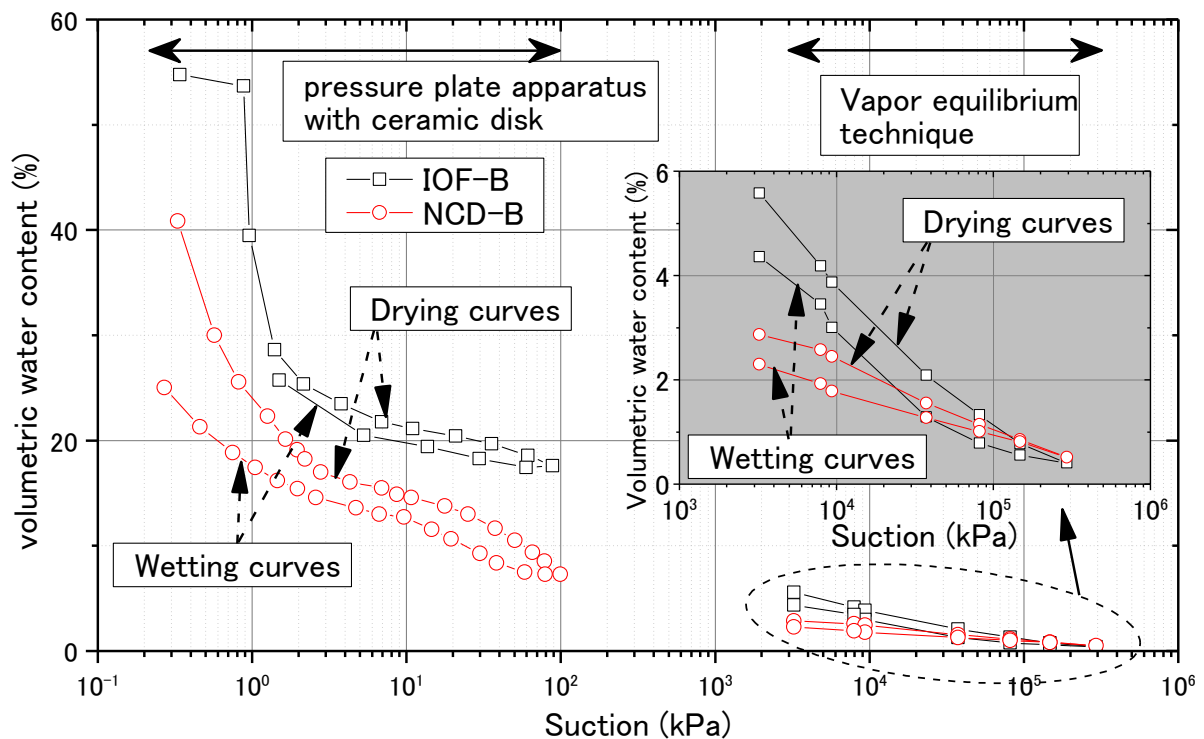 60
40
20
0
volumetric water content (%)
pressure plate apparatus
with ceramic disk
IOF-B
NCD-B
Drying curves
Wetting curves
Vapor equilibrium
technique
6
4
2
0
Volumetric water content (%)
Drying curves
Wetting curves
10³ 10⁴ 10⁵ 10⁶
Suction (kPa)
10⁻¹ 10⁰ 10¹ 10² 10³ 10⁴ 10⁵ 10⁶
Suction (kPa)